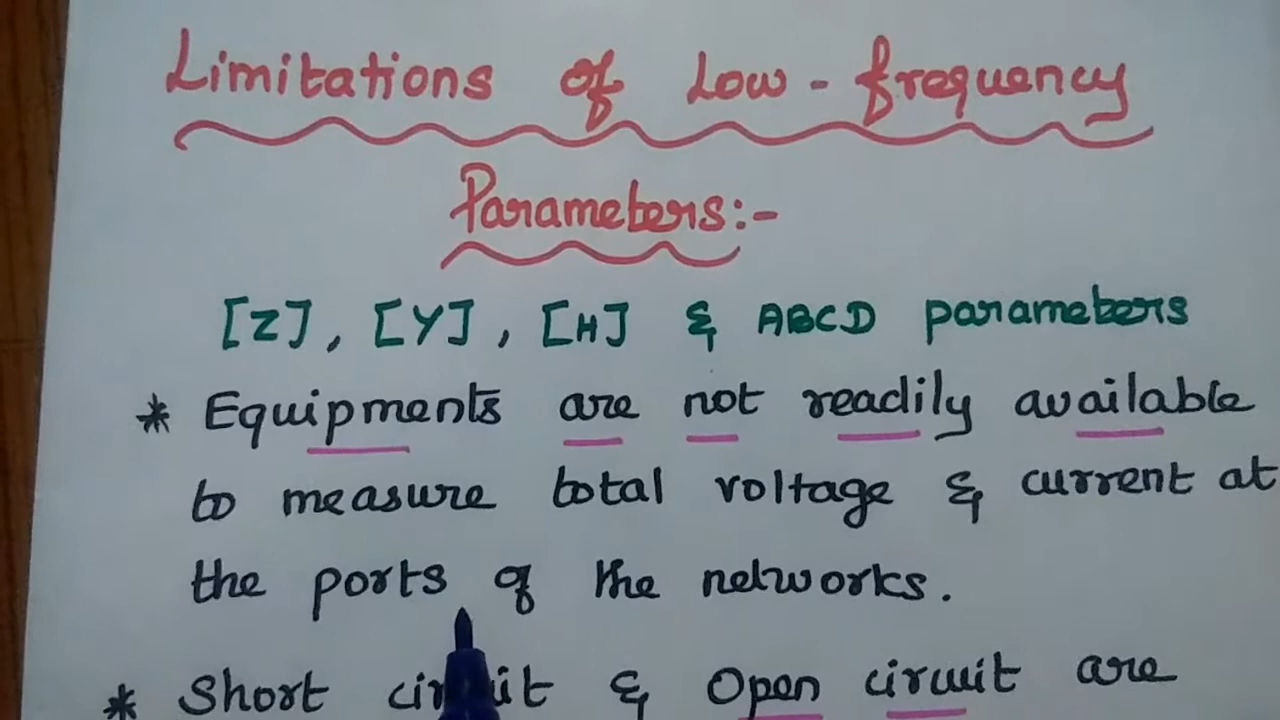 Limitations of Low-frequency
Parameters:-
[Z], [Y], [H] & ABCD parameters
* Equipments are not readily available
to measure total voltage & current at
the ports of the networks.
* Short circuit & Open circuit are